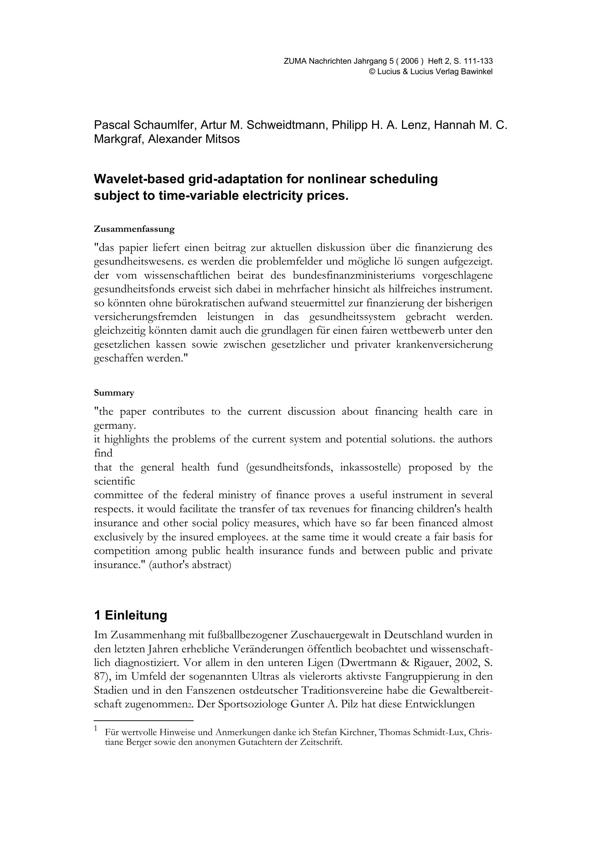 ZUMA Nachrichten Jahrgang 5 ( 2006 ) Heft 2, S. 111-133
© Lucius & Lucius Verlag Bawinkel
Pascal Schaumlfer, Artur M. Schweidtmann, Philipp H. A. Lenz, Hannah M. C.
Markgraf, Alexander Mitsos
Wavelet-based grid-adaptation for nonlinear scheduling
subject to time-variable electricity prices.
Zusammenfassung
"das papier liefert einen beitrag zur aktuellen diskussion über die finanzierung des
gesundheitswesens. es werden die problemfelder und mögliche lö sungen aufgezeigt.
der vom wissenschaftlichen beirat des bundesfinanzministeriums vorgeschlagene
gesundheitsfonds erweist sich dabei in mehrfacher hinsicht als hilfreiches instrument.
so könnten ohne bürokratischen aufwand steuermittel zur finanzierung der bisherigen
versicherungsfremden leistungen in das gesundheitssystem gebracht werden.
gleichzeitig könnten damit auch die grundlagen für einen fairen wettbewerb unter den
gesetzlichen kassen sowie zwischen gesetzlicher und privater krankenversicherung
geschaffen werden."
Summary
"the paper contributes to the current discussion about financing health care in
germany.
it highlights the problems of the current system and potential solutions. the authors
find
that the general health fund (gesundheitsfonds, inkassostelle) proposed by the
scientific
committee of the federal ministry of finance proves a useful instrument in several
respects. it would facilitate the transfer of tax revenues for financing children's health
insurance and other social policy measures, which have so far been financed almost
exclusively by the insured employees. at the same time it would create a fair basis for
competition among public health insurance funds and between public and private
insurance." (author's abstract)
1 Einleitung
Im Zusammenhang mit fußballbezogener Zuschauergewalt in Deutschland wurden in
den letzten Jahren erhebliche Veränderungen öffentlich beobachtet und wissenschaft-
lich diagnostiziert. Vor allem in den unteren Ligen (Dwertmann & Rigauer, 2002, S.
87), im Umfeld der sogenannten Ultras als vielerorts aktivste Fangruppierung in den
Stadien und in den Fanszenen ostdeutscher Traditionsvereine habe die Gewaltbereit-
schaft zugenommen2. Der Sportsoziologe Gunter A. Pilz hat diese Entwicklungen
1 Für wertvolle Hinweise und Anmerkungen danke ich Stefan Kirchner, Thomas Schmidt-Lux, Chris-
tiane Berger sowie den anonymen Gutachtern der Zeitschrift.